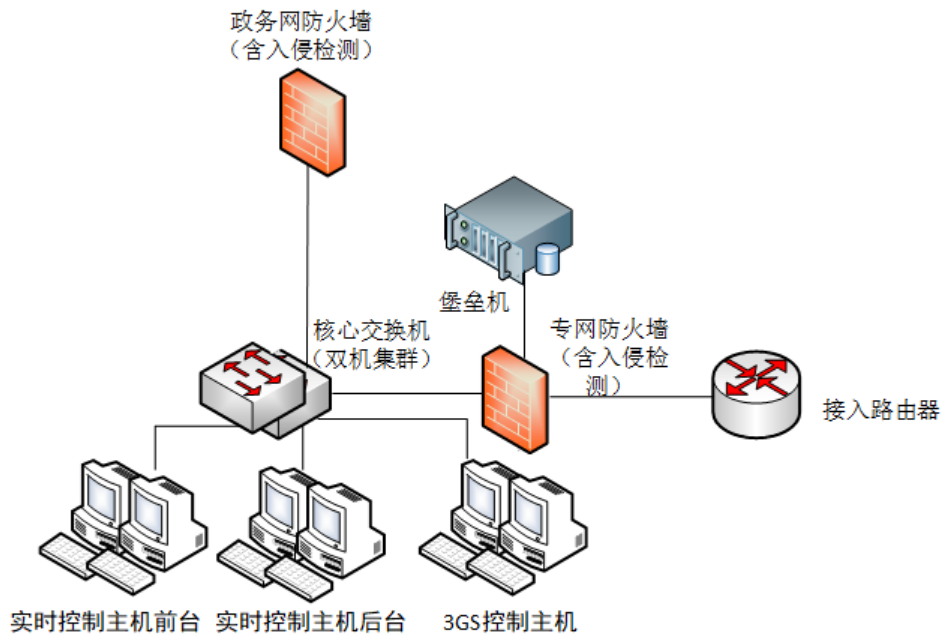 政务网防火墙
（含入侵检测）
堡垒机
核心交换机
（双机集群）
专网防火墙
（含入侵检
测）
接入路由器
实时控制主机前台
实时控制主机后台
3GS控制主机